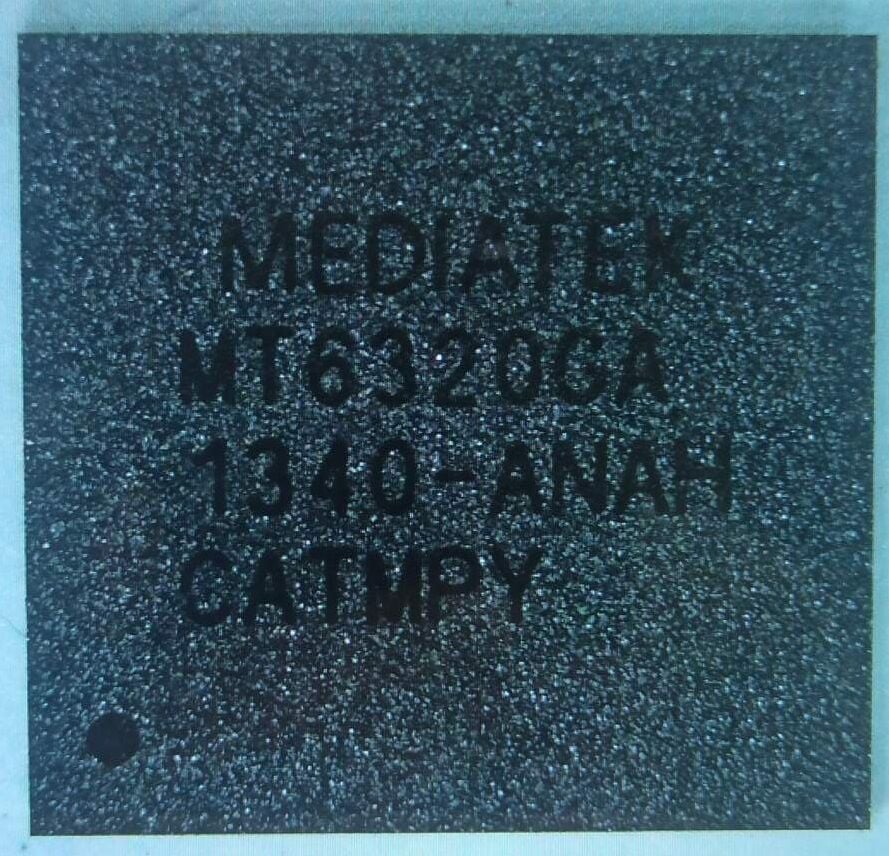 MEDIATEK
MT6320GA
1340-ANAH
CATMPY